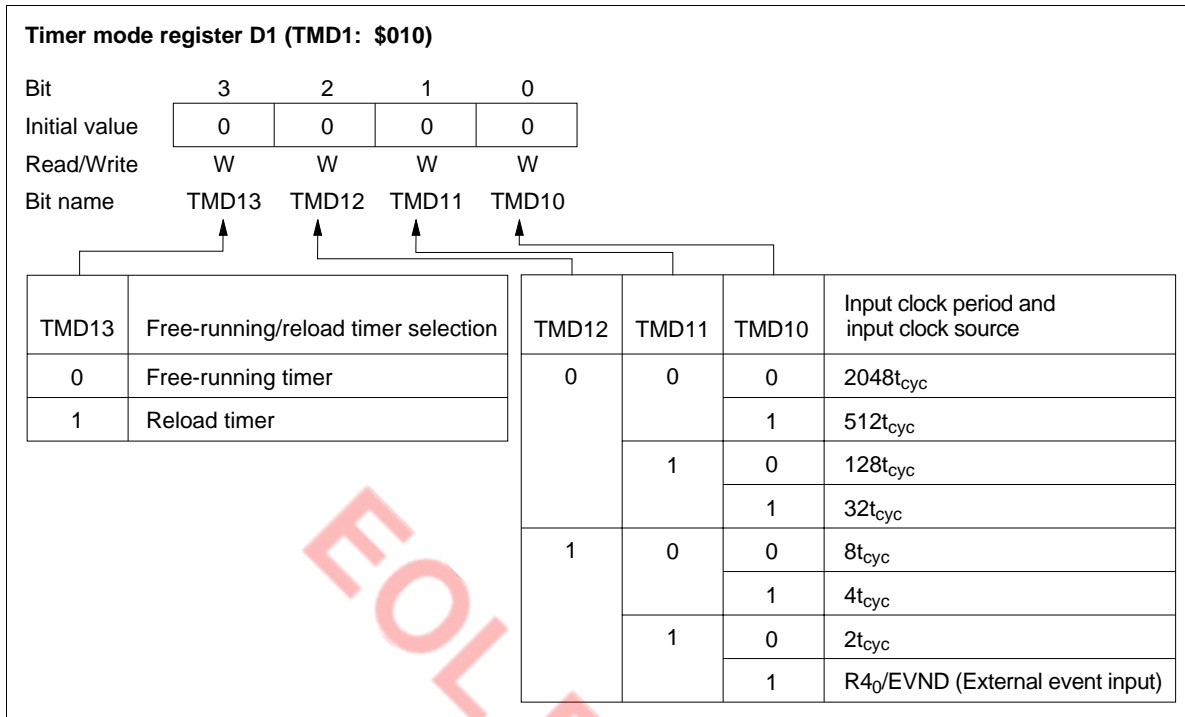 Timer mode register D1 (TMD1: $010)
Bit 3 2 1 0
Initial value 0 0 0 0
Read/Write W W W W
Bit name TMD13 TMD12 TMD11 TMD10
TMD13 Free-running/reload timer selection
0 Free-running timer
1 Reload timer
TMD12 TMD11 TMD10 Input clock period and
input clock source
0 0 0 2048tcyc
1 512tcyc
1 0 128tcyc
1 32tcyc
1 0 0 8tcyc
1 4tcyc
1 0 2tcyc
1 R40/EVND (External event input)
EOL